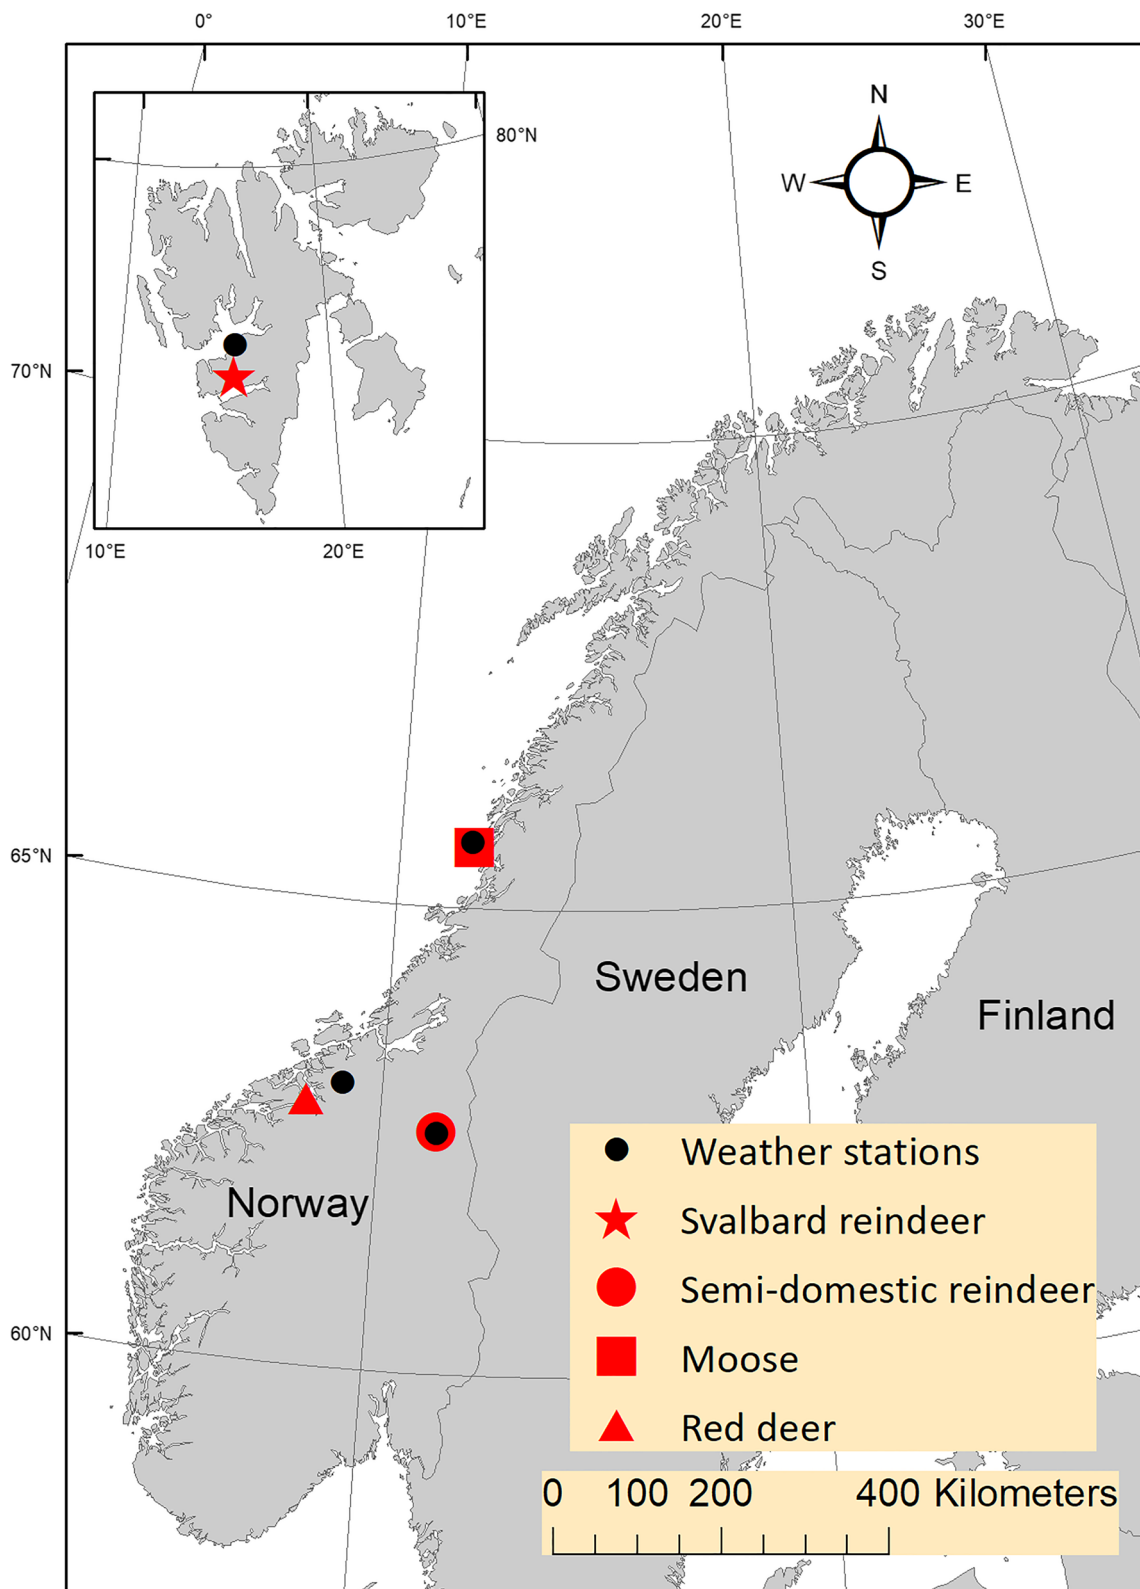 0° 10°E 20°E 30°E
80°N
N
W E
S
70°N
10°E 20°E
65°N
Sweden
Finland
Norway
60°N
Weather stations
Svalbard reindeer
Semi-domestic reindeer
Moose
Red deer
0 100 200 400 Kilometers